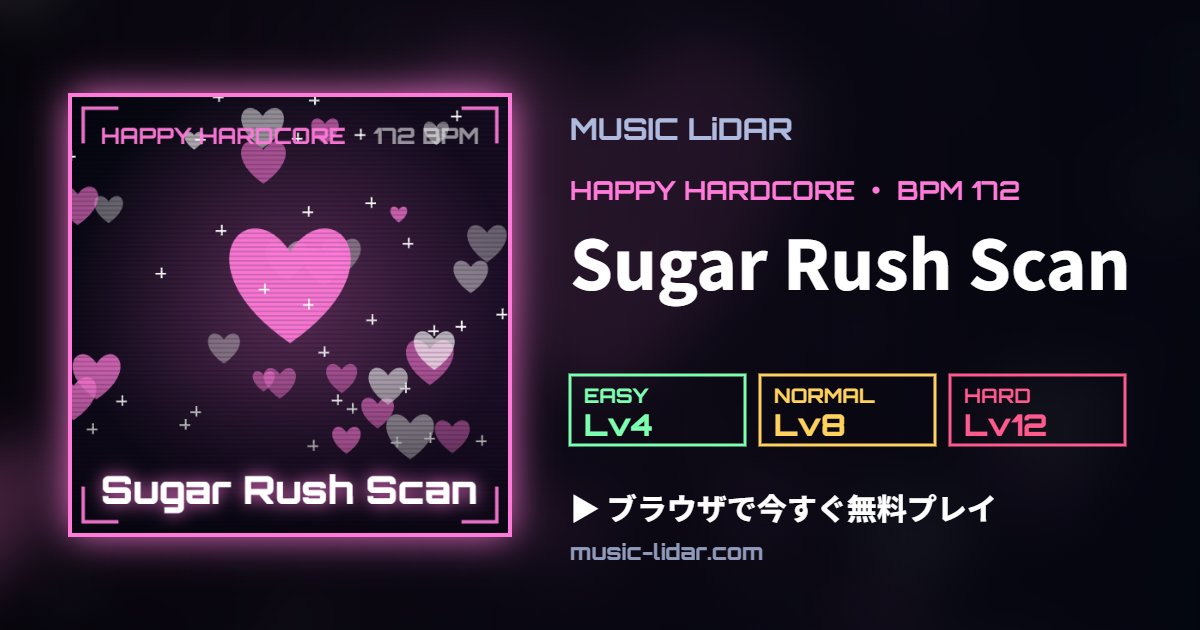 HAPPY HARDCORE 172 BPM
Sugar Rush Scan
MUSIC LiDAR
HAPPY HARDCORE • BPM 172
Sugar Rush Scan
EASY
Lv4
NORMAL
Lv8
HARD
Lv12
▶ ブラウザで今すぐ無料プレイ
music-lidar.com